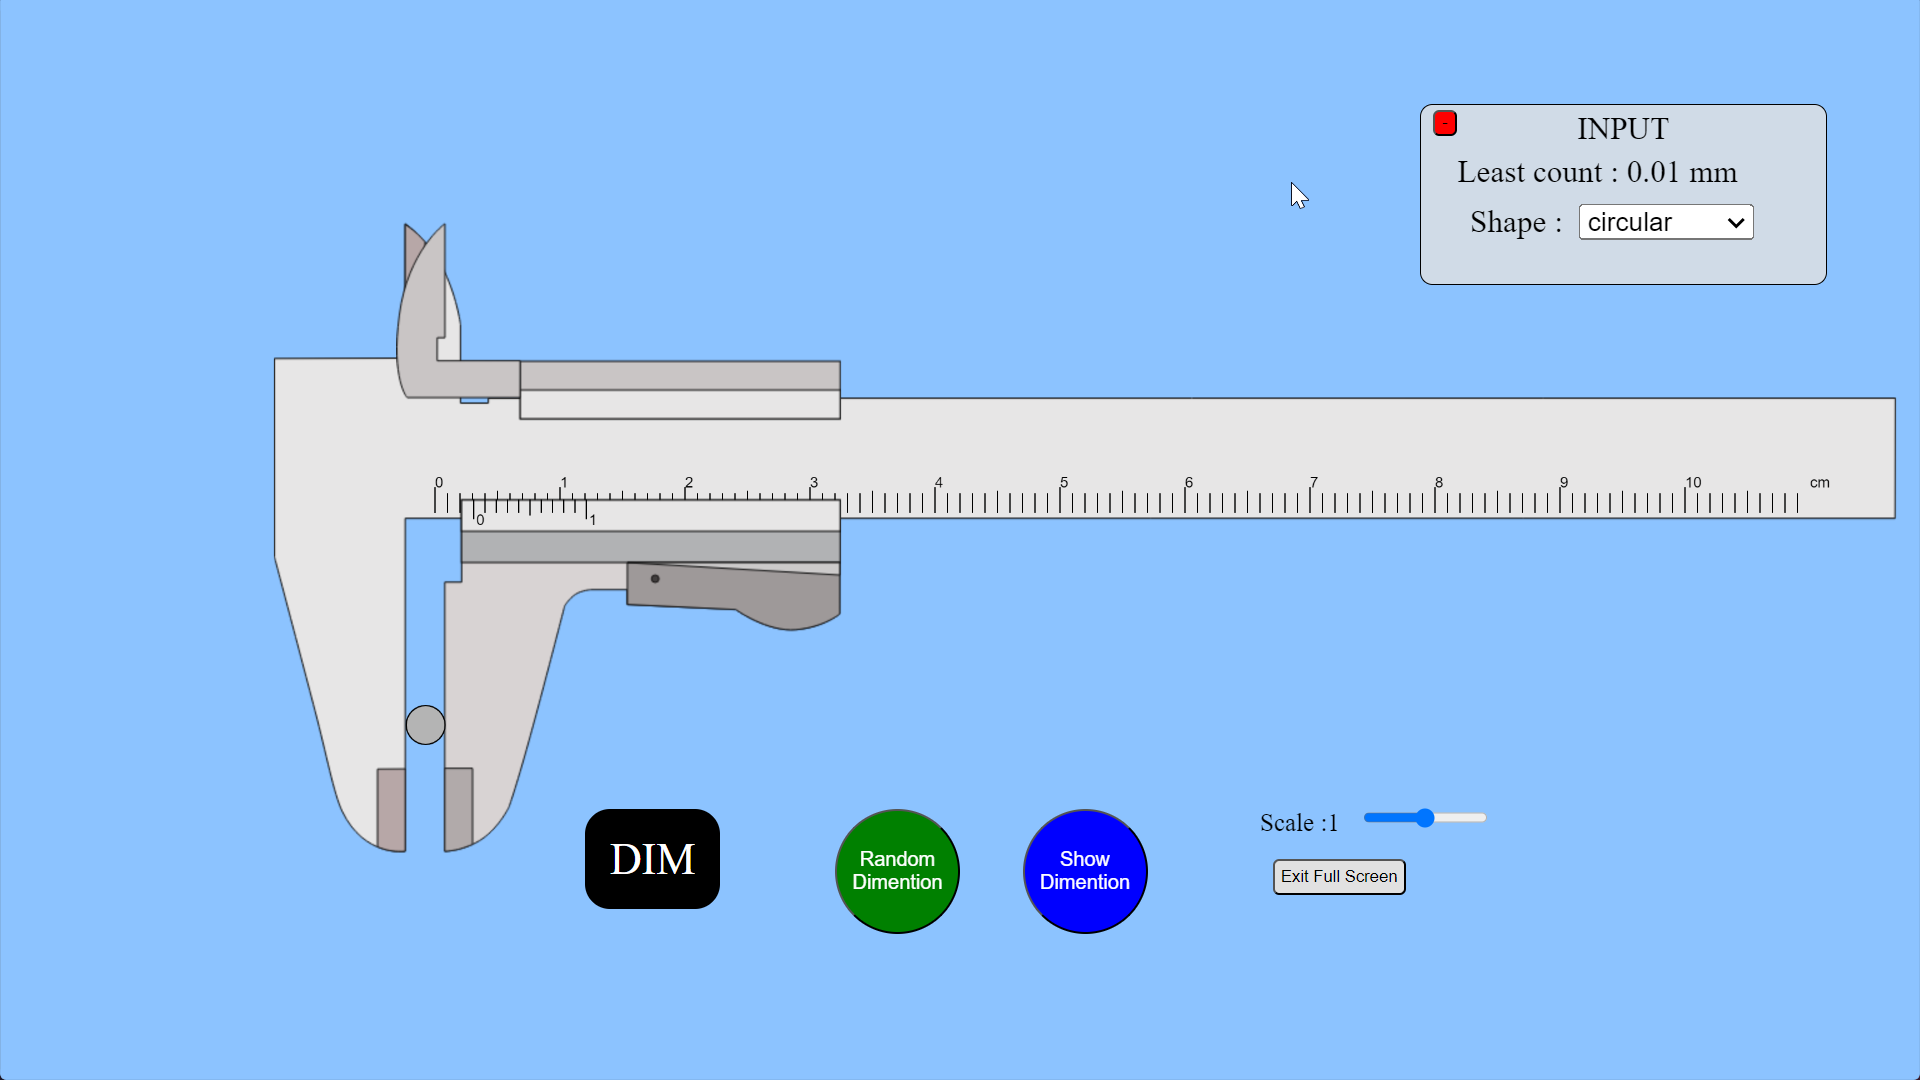 INPUT
Least count : 0.01 mm
Shape : circular
0 1 2 3 4 5 6 7 8 9 10 cm
0 1
DIM
Random
Dimention
Show
Dimention
Scale :1
Exit Full Screen